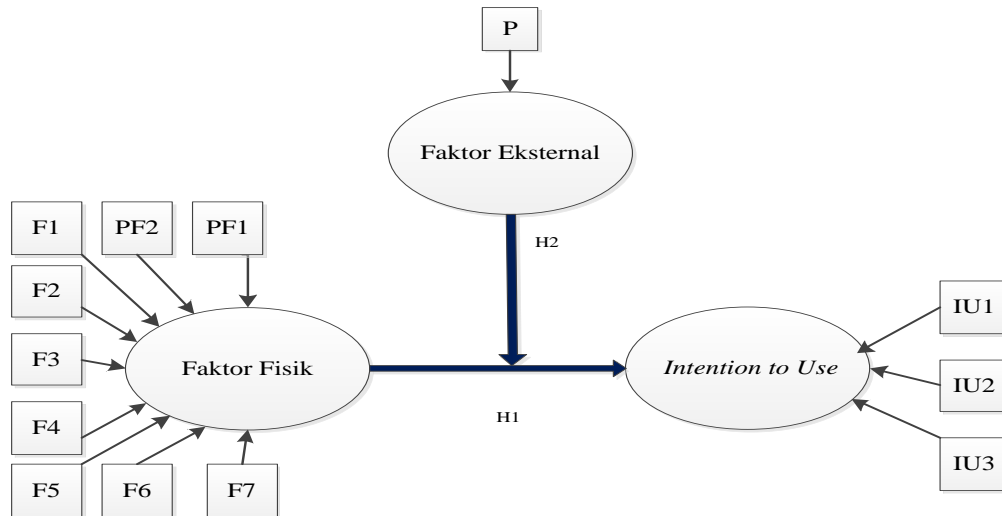 P
Faktor Eksternal
H2
F1
PF2
PF1
F2
F3
F4
F5
F6
F7
Faktor Fisik
H1
Intention to Use
IU1
IU2
IU3